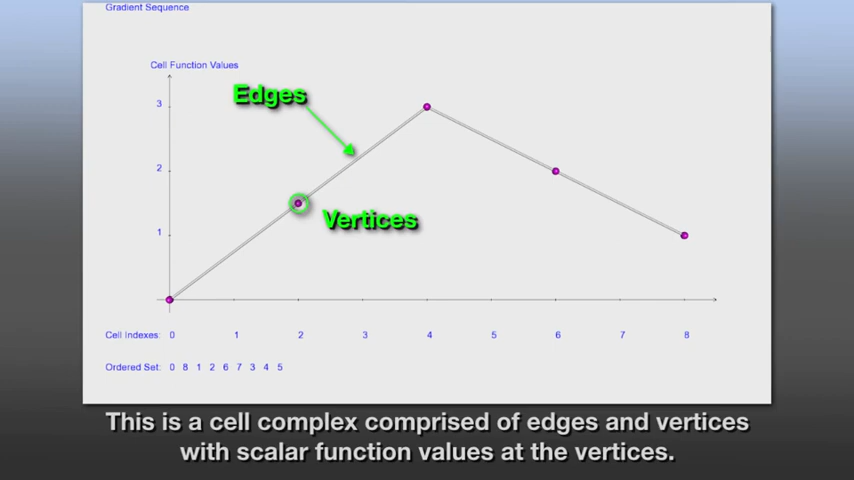 Gradient Sequence
Cell Function Values
Edges
3
2
Vertices
1
Cell Indexes: 0 1 2 3 4 5 6 7 8
Ordered Set: 0 8 1 2 6 7 3 4 5
This is a cell complex comprised of edges and vertices
with scalar function values at the vertices.